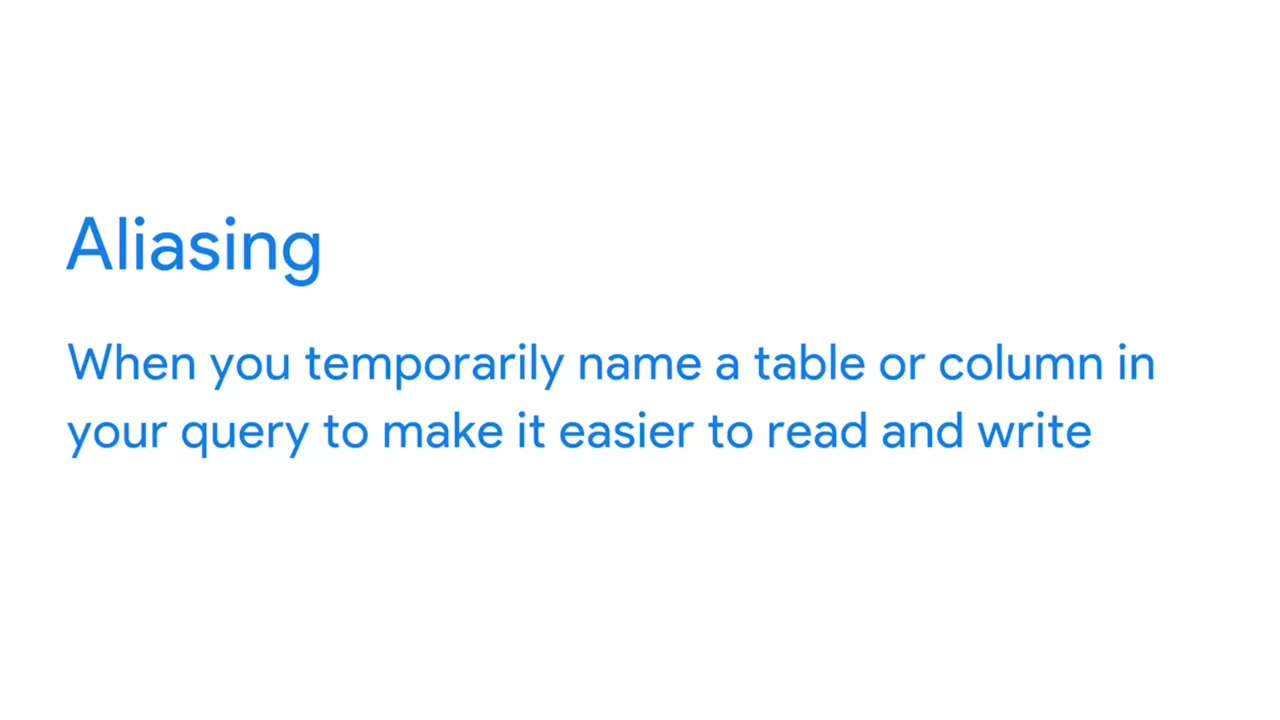 Aliasing
When you temporarily name a table or column in
your query to make it easier to read and write